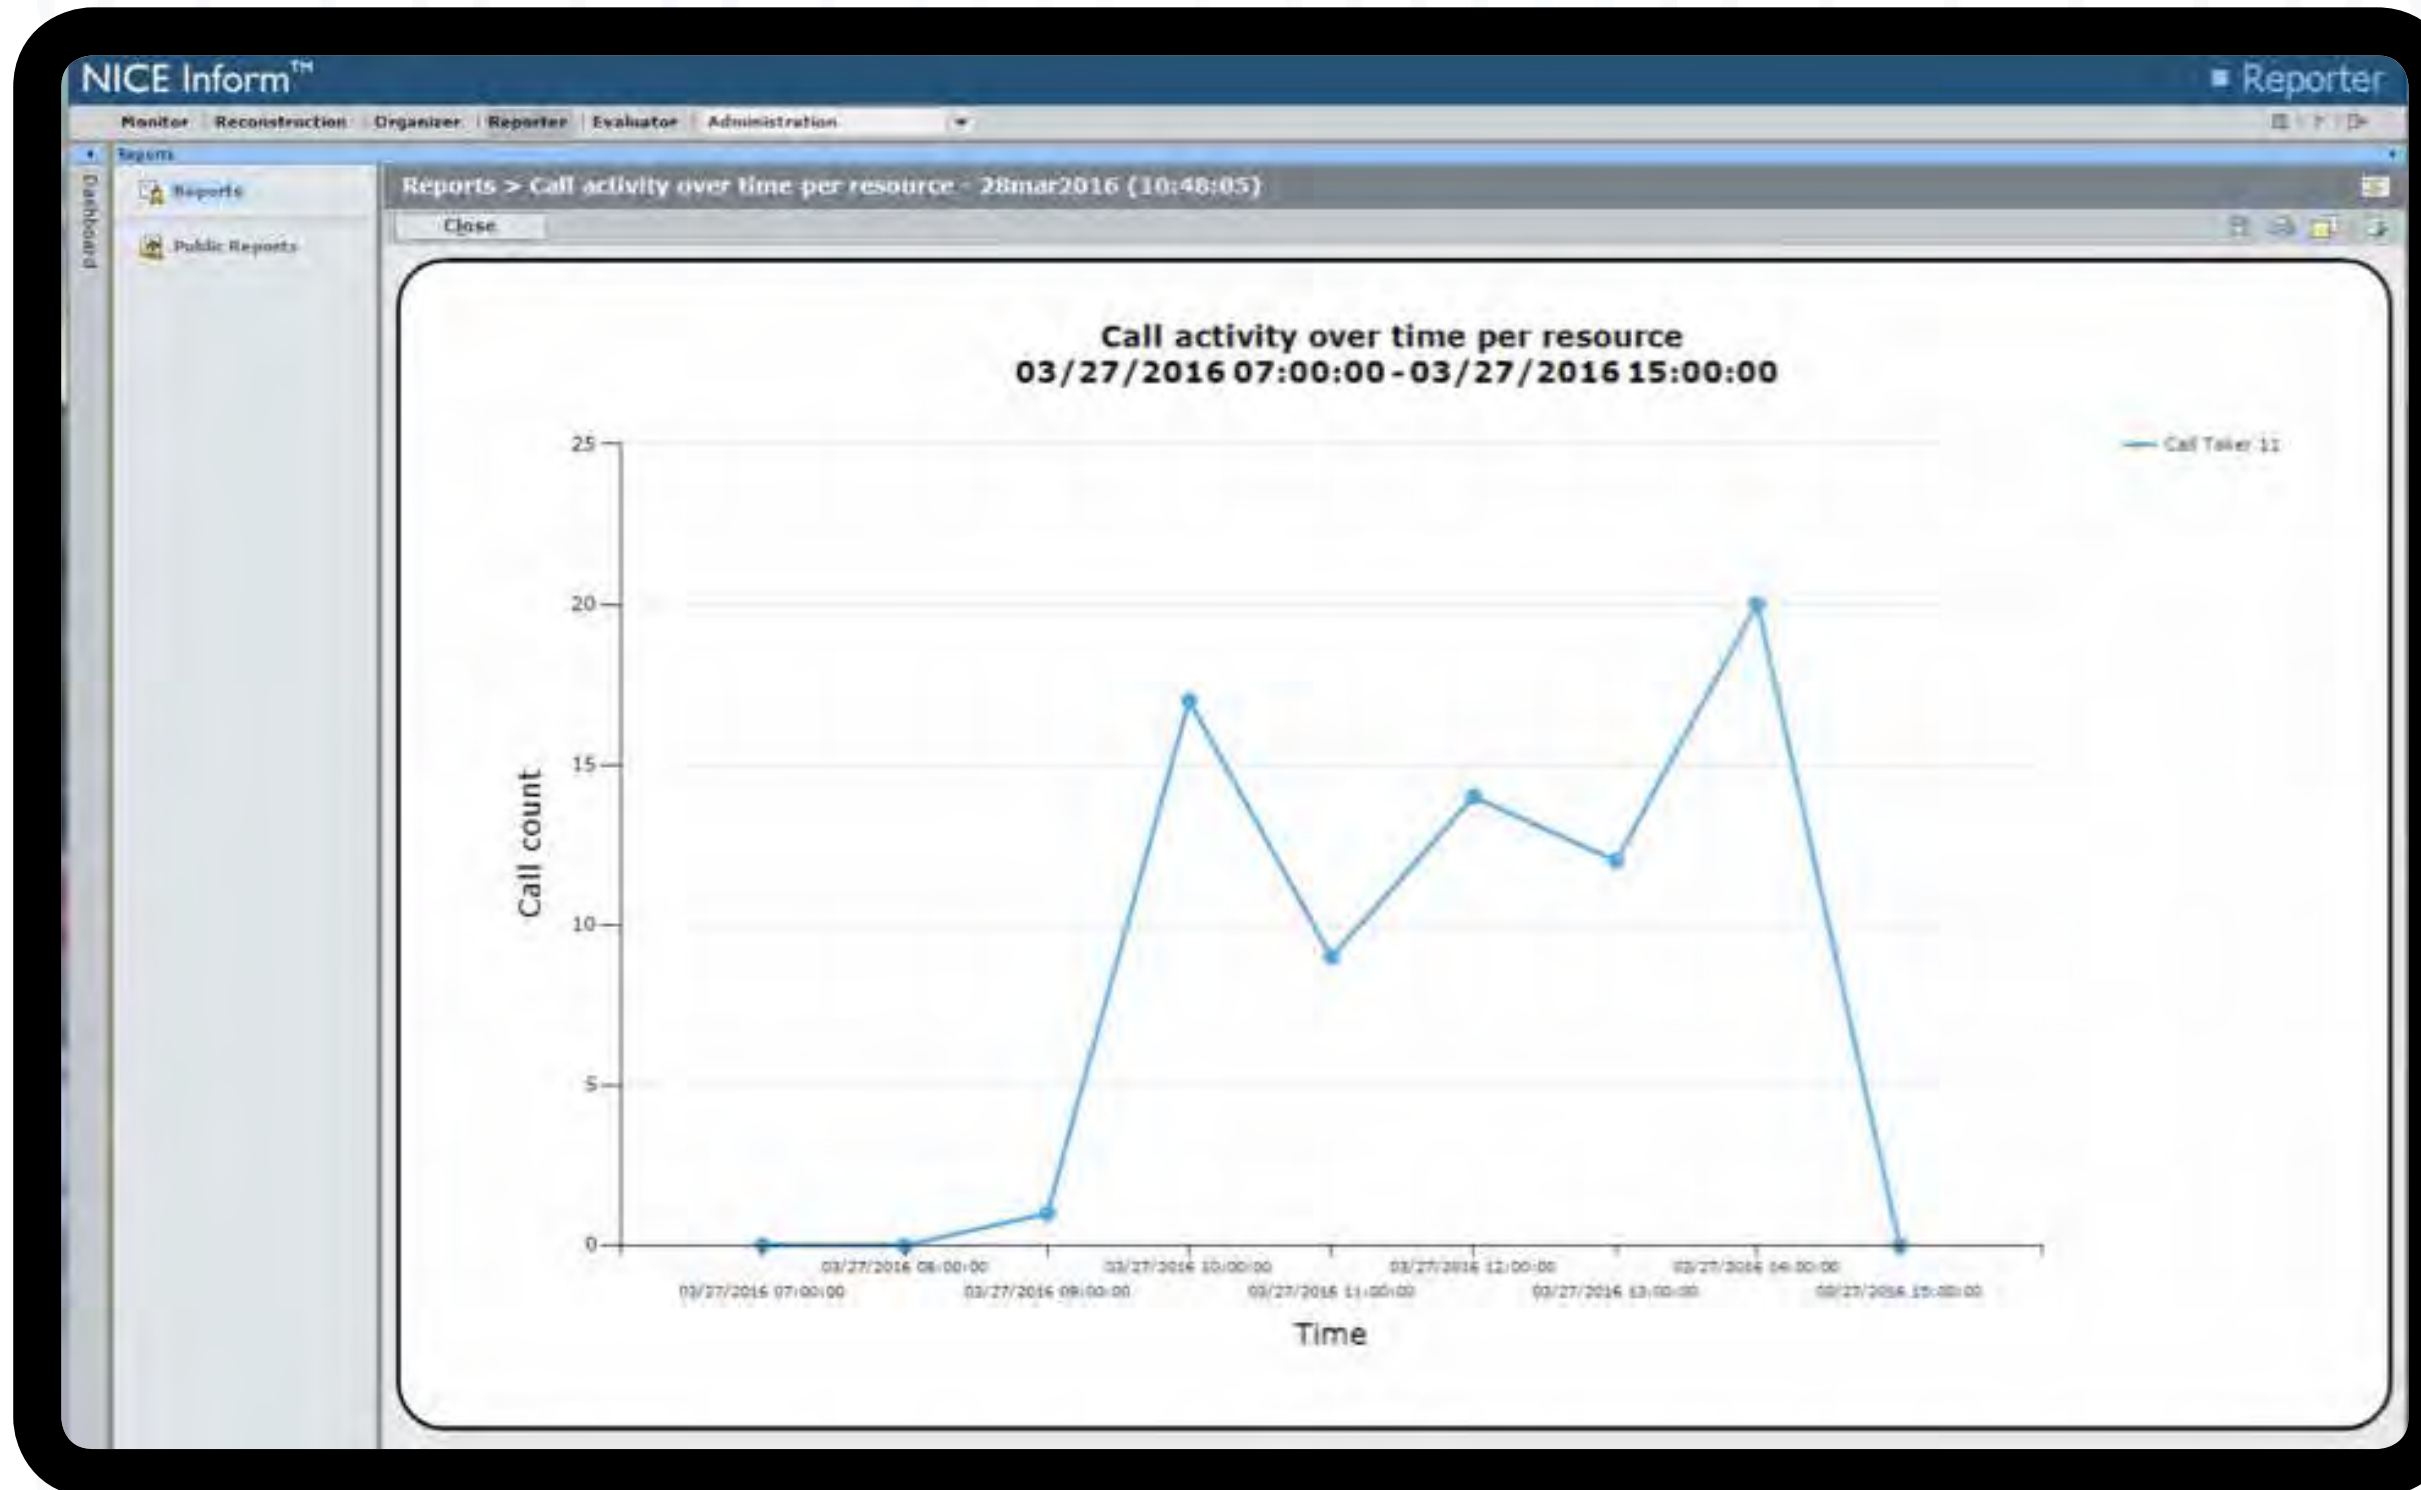 NICE Inform™
Reporter
Monitor Reconstruction Organizer Reporter Evaluator Administration
Reports
Dashboard
Reports
Public Reports
Reports > Call activity over time per resource - 28mar2016 (10:48:05)
Close
Call activity over time per resource
03/27/2016 07:00:00 - 03/27/2016 15:00:00
Call Taker 11
25
20
15
10
5
0
Call count
03/27/2016 08:00:00 03/27/2016 10:00:00 03/27/2016 12:00:00 03/27/2016 14:00:00
03/27/2016 07:00:00 03/27/2016 09:00:00 03/27/2016 11:00:00 03/27/2016 13:00:00 03/27/2016 15:00:00
Time